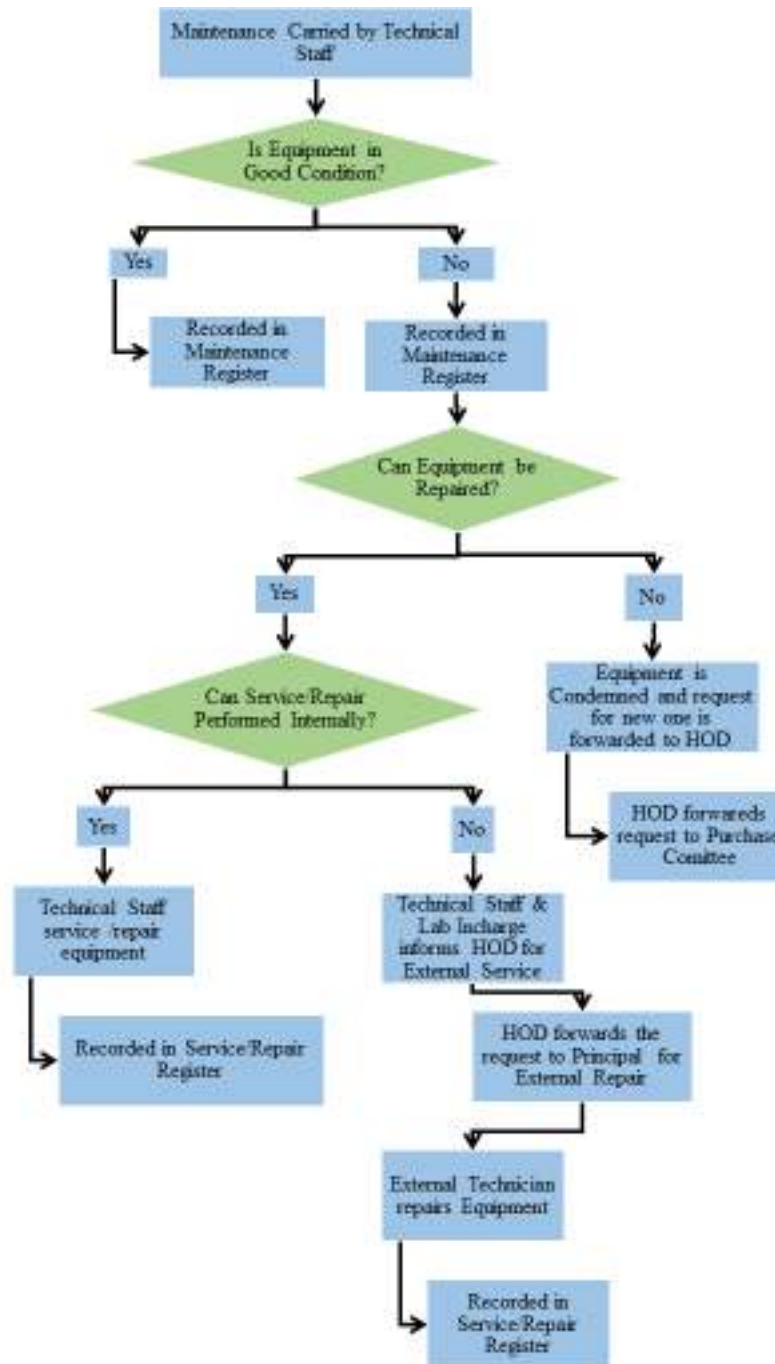 Maintenance Carried by Technical
Staff
Is Equipment in
Good Condition?
Yes
No
Recorded in
Maintenance
Register
Recorded in
Maintenance
Register
Can Equipment be
Repaired?
Yes
No
Can Service/Repair
Performed Internally?
Equipment is
Condemned and request
for new one is
forwarded to HOD
Yes
No
HOD forwareds
request to Purchase
Comittee
Technical Staff
service /repair
equipment
Technical Staff &
Lab Incharge
informs HOD for
External Service
Recorded in Service/Repair
Register
HOD forwards the
request to Principal for
External Repair
External Technician
repairs Equipment
Recorded in
Service/Repair
Register